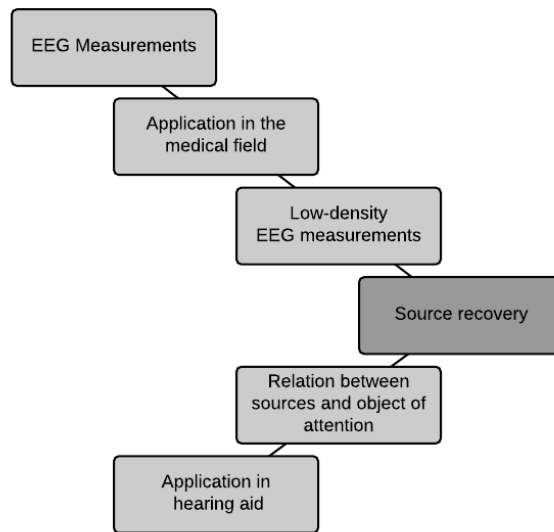 EEG Measurements
Application in the
medical field
Low-density
EEG measurements
Source recovery
Relation between
sources and object of
attention
Application in
hearing aid